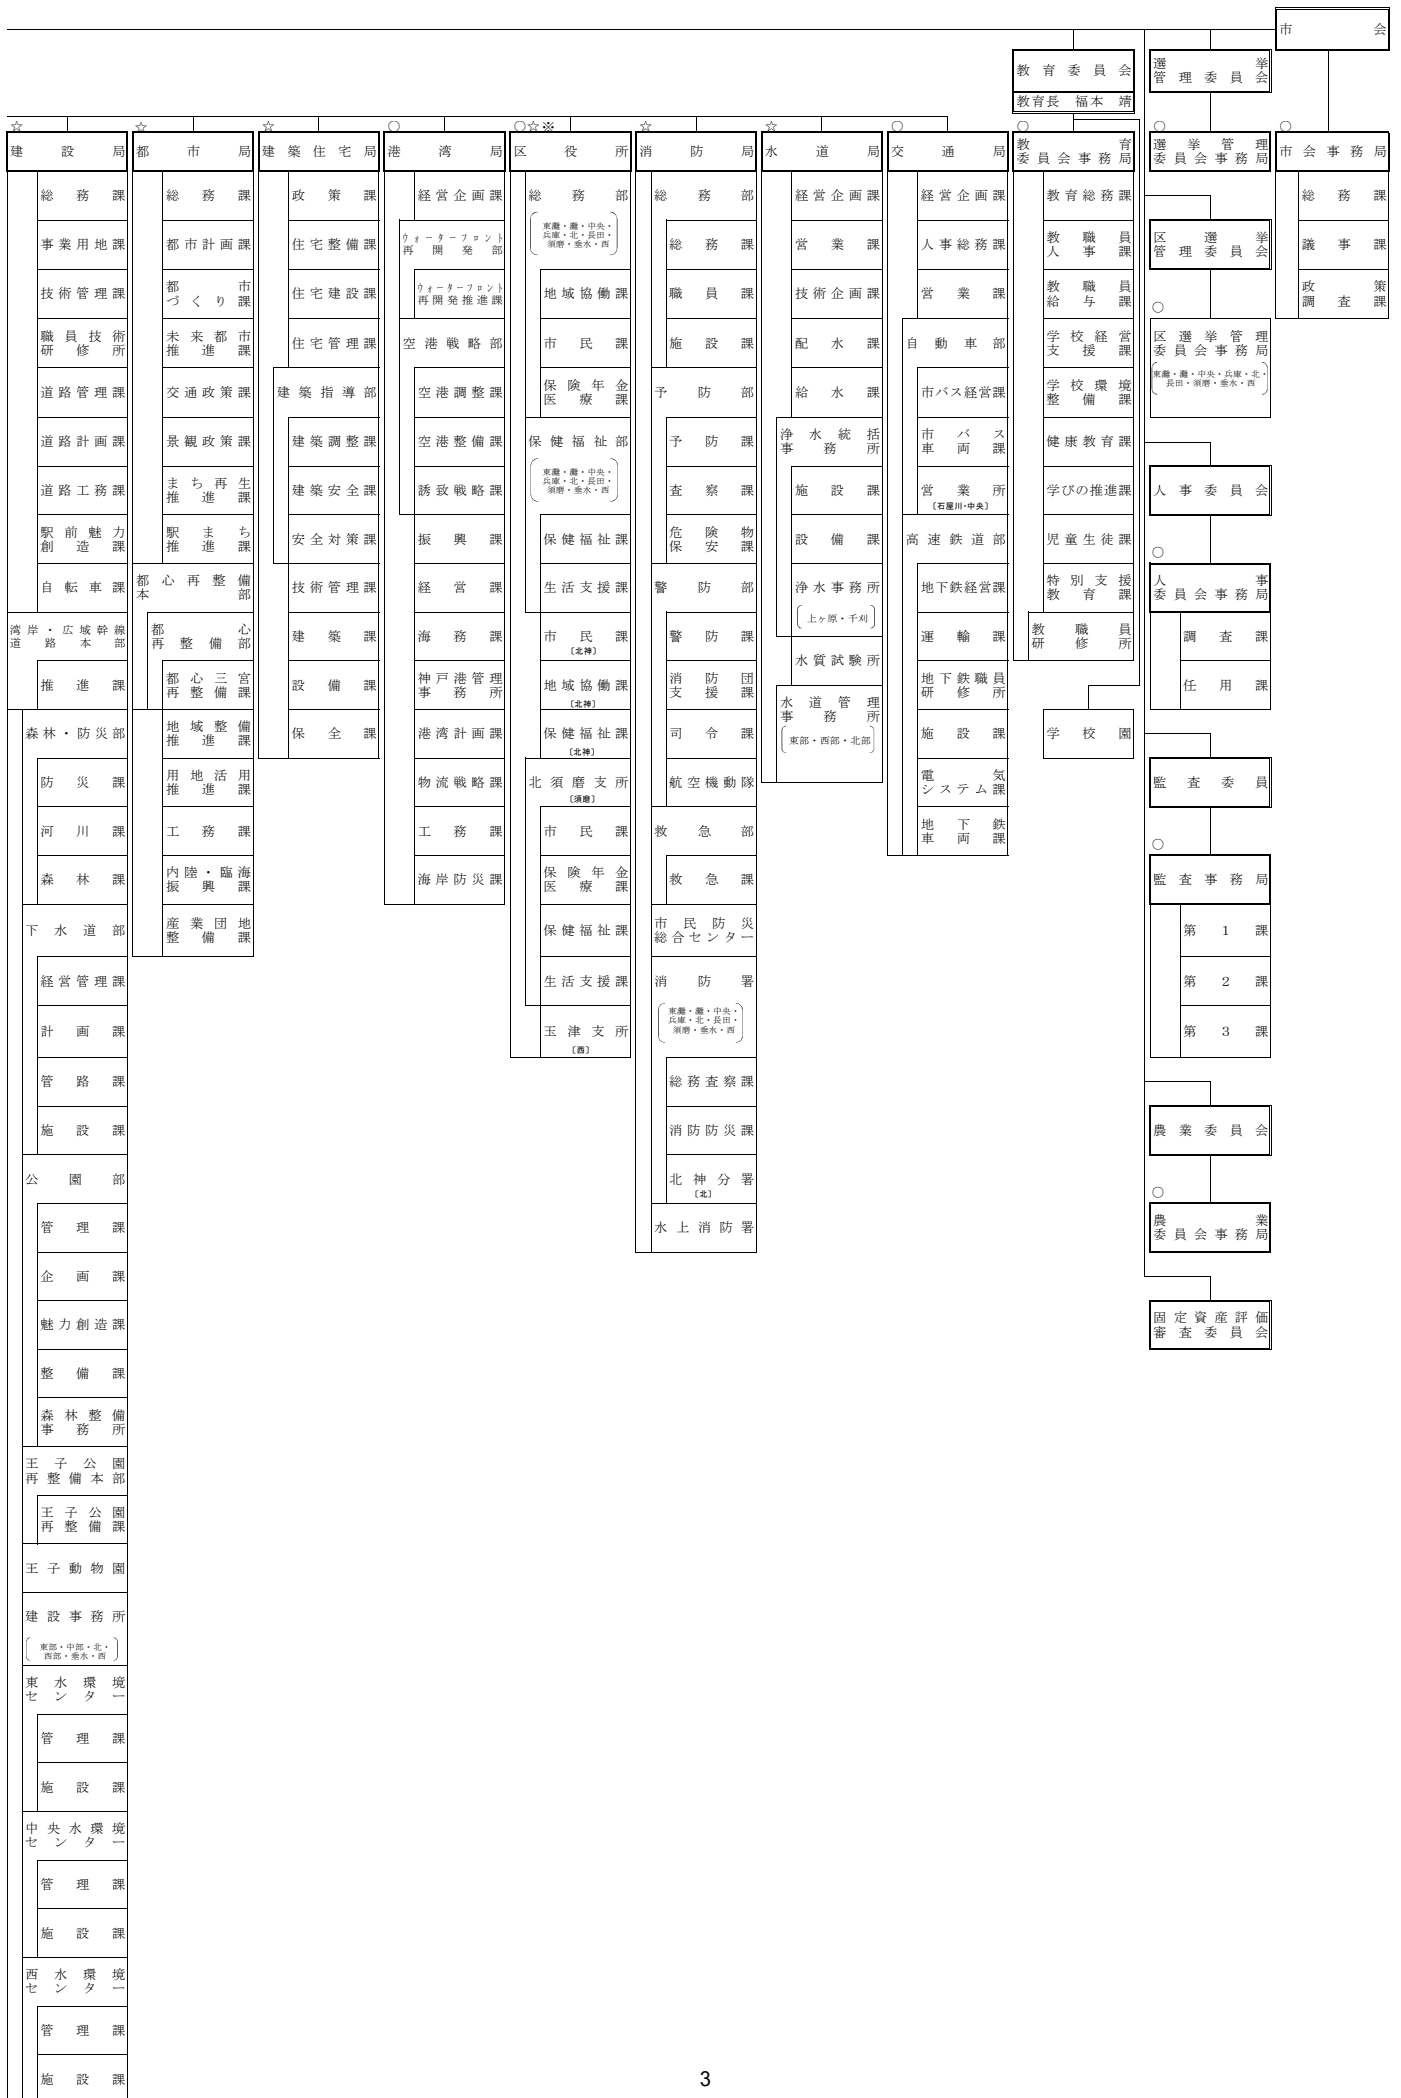 市会
教育委員会
教育長 福本 靖
選挙
管理委員会
☆
建設局
総務課
事業用地課
技術管理課
職員技術
研修所
道路管理課
道路計画課
道路工務課
駅前魅力
創造課
自転車課
湾岸・広域幹線
道路本部
推進課
森林・防災部
防災課
河川課
森林課
下水道部
経営管理課
計画課
管路課
施設課
公園部
管理課
企画課
魅力創造課
整備課
森林整備
事務所
王子公園
再整備本部
王子公園
再整備課
王子動物園
建設事務所
東部・中部・北・
西部・垂水・西
東水環境
センター
管理課
施設課
中央水環境
センター
管理課
施設課
西水環境
センター
管理課
施設課
☆
都市局
総務課
都市計画課
都市
づくり課
未来都市
推進課
交通政策課
景観政策課
まち再生
推進課
駅まち
推進課
都心再整備
本部
都心
再整備部
都心三宮
再整備課
地域整備
推進課
用地活用
推進課
工務課
内陸・臨海
振興課
産業団地
整備課
☆
建築住宅局
政策課
住宅整備課
住宅建設課
住宅管理課
建築指導部
建築調整課
建築安全課
安全対策課
技術管理課
建築課
設備課
保全課
○
港湾局
経営企画課
ウォーターフロント
再開発部
ウォーターフロント
再開発推進課
空港戦略部
空港調整課
空港整備課
誘致戦略課
振興課
経営課
海務課
神戸港管理
事務所
港湾計画課
物流戦略課
工務課
海岸防災課
○☆※
区役所
総務部
東灘・灘・中央・
兵庫・北・長田・
須磨・垂水・西
地域協働課
市民課
保険年金
医療課
保健福祉部
東灘・灘・中央・
兵庫・北・長田・
須磨・垂水・西
保健福祉課
生活支援課
市民課
〔北神〕
地域協働課
〔北神〕
保健福祉課
〔北神〕
北須磨支所
〔須磨〕
市民課
保険年金
医療課
保健福祉課
生活支援課
玉津支所
〔西〕
☆
消防局
総務部
総務課
職員課
施設課
予防部
予防課
査察課
危険物
保安課
警防部
警防課
消防団
支援課
司令課
航空機動隊
救急部
救急課
市民防災
総合センター
消防署
東灘・灘・中央・
兵庫・北・長田・
須磨・垂水・西
総務査察課
消防防災課
北神分署
〔北〕
水上消防署
☆
水道局
経営企画課
営業課
技術企画課
配水課
給水課
浄水統括
事務所
施設課
設備課
浄水事務所
上ヶ原・千刈
水質試験所
水道管理
事務所
東部・西部・北部
○
交通局
経営企画課
人事総務課
営業課
自動車部
市バス経営課
市バス
車両課
営業所
〔石屋川・中央〕
高速鉄道部
地下鉄経営課
運輸課
地下鉄職員
研修所
施設課
電気
システム課
地下鉄
車両課
○
教育
委員会事務局
教育総務課
教職員
人事課
教職員
給与課
学校経営
支援課
学校環境
整備課
健康教育課
学びの推進課
児童生徒課
特別支援
教育課
教職員
研修所
学校園
○
選挙管理
委員会事務局
区選挙
管理委員会
○
区選挙管理
委員会事務局
東灘・灘・中央・兵庫・北・
長田・須磨・垂水・西
人事委員会
○
人事
委員会事務局
調査課
任用課
監査委員
○
監査事務局
第1課
第2課
第3課
農業委員会
○
農業
委員会事務局
固定資産評価
審査委員会
○
市会事務局
総務課
議事課
政策
調査課
3